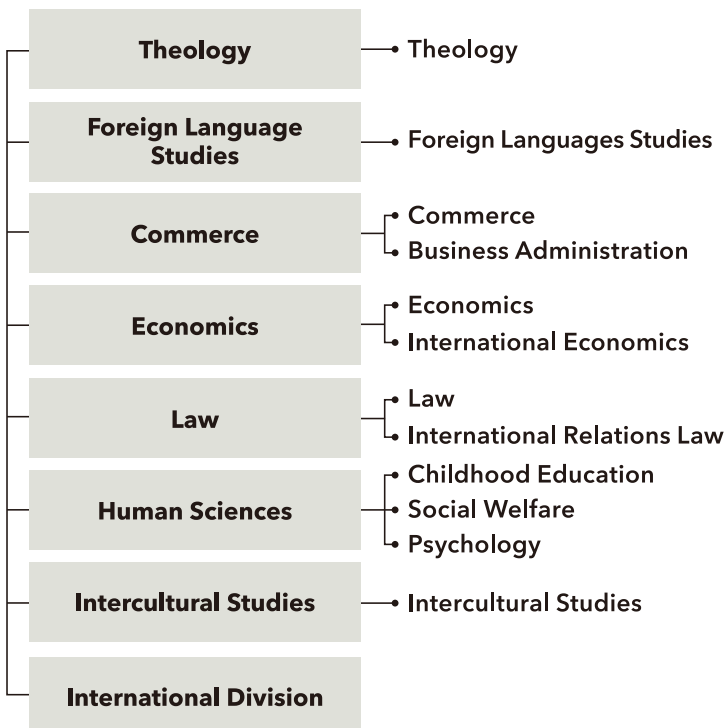 Theology
Theology
Foreign Language
Studies
Foreign Languages Studies
Commerce
Commerce
Business Administration
Economics
Economics
International Economics
Law
Law
International Relations Law
Human Sciences
Childhood Education
Social Welfare
Psychology
Intercultural Studies
Intercultural Studies
International Division